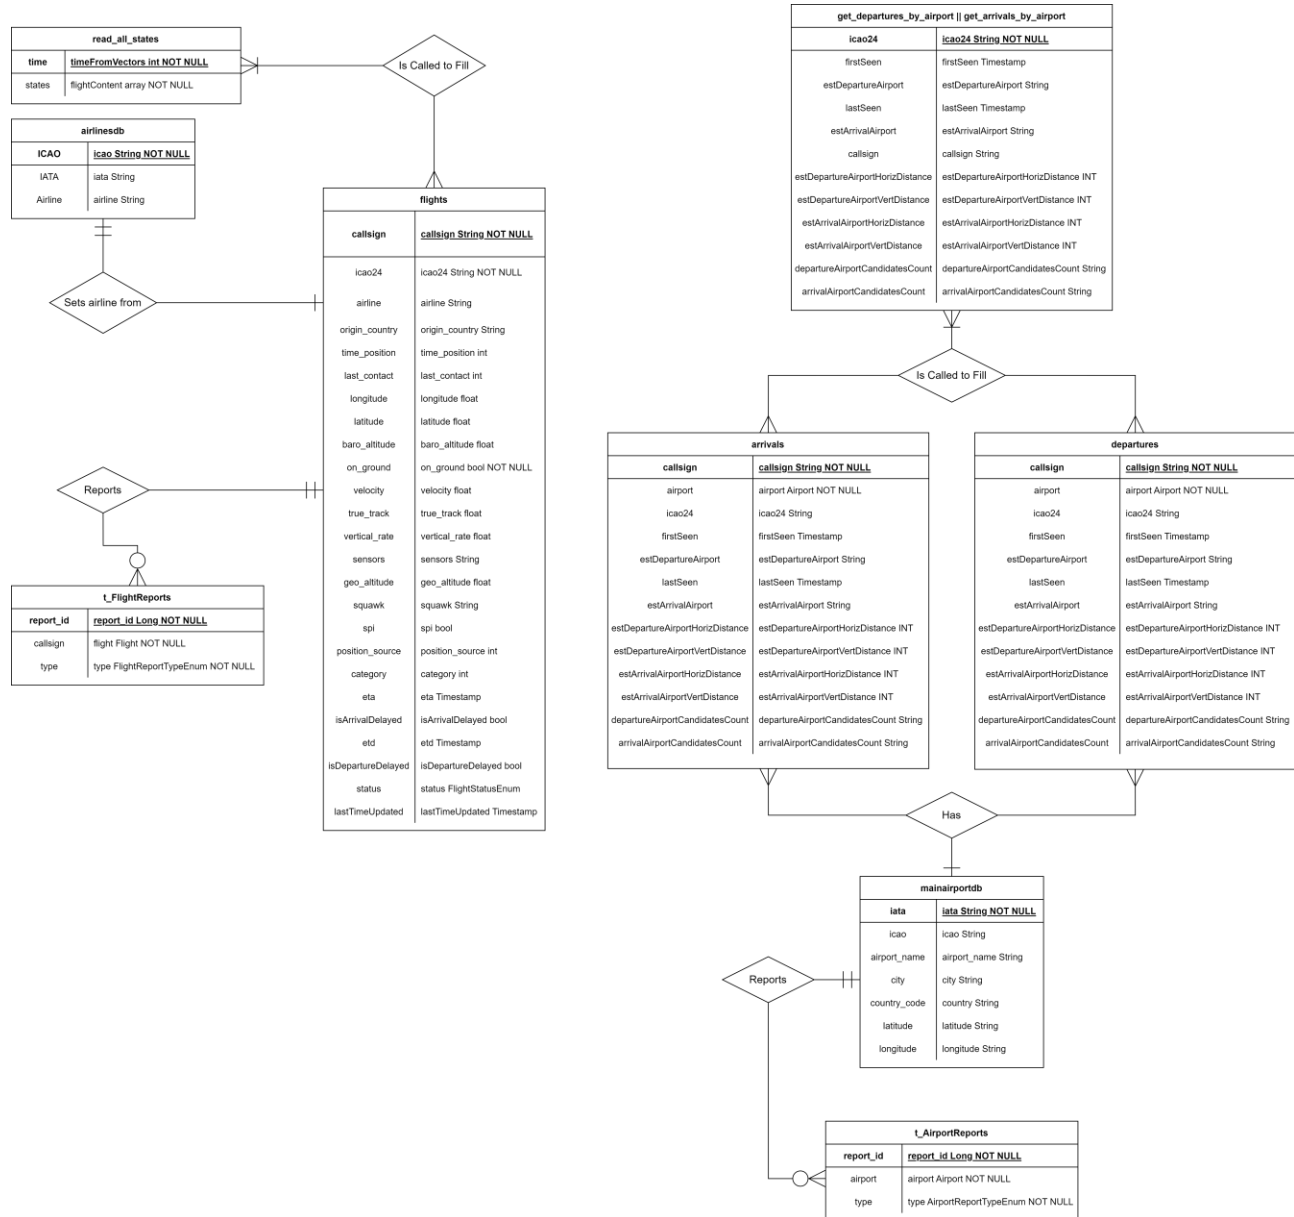 read_all_states
time timeFromVectors int NOT NULL
states flightContent array NOT NULL
Is Called to Fill
airlinesdb
ICAO icao String NOT NULL
IATA iata String
Airline airline String
Sets airline from
flights
callsign callsign String NOT NULL
icao24 icao24 String NOT NULL
airline airline String
origin_country origin_country String
time_position time_position int
last_contact last_contact int
longitude longitude float
latitude latitude float
baro_altitude baro_altitude float
on_ground on_ground bool NOT NULL
velocity velocity float
true_track true_track float
vertical_rate vertical_rate float
sensors sensors String
geo_altitude geo_altitude float
squawk squawk String
spi spi bool
position_source position_source int
category category int
eta eta Timestamp
isArrivalDelayed isArrivalDelayed bool
etd etd Timestamp
isDepartureDelayed isDepartureDelayed bool
status status FlightStatusEnum
lastTimeUpdated lastTimeUpdated Timestamp
Reports
t_FlightReports
report_id report_id Long NOT NULL
callsign flight Flight NOT NULL
type type FlightReportTypeEnum NOT NULL
get_departures_by_airport || get_arrivals_by_airport
icao24 icao24 String NOT NULL
firstSeen firstSeen Timestamp
estDepartureAirport estDepartureAirport String
lastSeen lastSeen Timestamp
estArrivalAirport estArrivalAirport String
callsign callsign String
estDepartureAirportHorizDistance estDepartureAirportHorizDistance INT
estDepartureAirportVertDistance estDepartureAirportVertDistance INT
estArrivalAirportHorizDistance estArrivalAirportHorizDistance INT
estArrivalAirportVertDistance estArrivalAirportVertDistance INT
departureAirportCandidatesCount departureAirportCandidatesCount String
arrivalAirportCandidatesCount arrivalAirportCandidatesCount String
Is Called to Fill
arrivals
callsign callsign String NOT NULL
airport airport Airport NOT NULL
icao24 icao24 String
firstSeen firstSeen Timestamp
estDepartureAirport estDepartureAirport String
lastSeen lastSeen Timestamp
estArrivalAirport estArrivalAirport String
estDepartureAirportHorizDistance estDepartureAirportHorizDistance INT
estDepartureAirportVertDistance estDepartureAirportVertDistance INT
estArrivalAirportHorizDistance estArrivalAirportHorizDistance INT
estArrivalAirportVertDistance estArrivalAirportVertDistance INT
departureAirportCandidatesCount departureAirportCandidatesCount String
arrivalAirportCandidatesCount arrivalAirportCandidatesCount String
departures
callsign callsign String NOT NULL
airport airport Airport NOT NULL
icao24 icao24 String
firstSeen firstSeen Timestamp
estDepartureAirport estDepartureAirport String
lastSeen lastSeen Timestamp
estArrivalAirport estArrivalAirport String
estDepartureAirportHorizDistance estDepartureAirportHorizDistance INT
estDepartureAirportVertDistance estDepartureAirportVertDistance INT
estArrivalAirportHorizDistance estArrivalAirportHorizDistance INT
estArrivalAirportVertDistance estArrivalAirportVertDistance INT
departureAirportCandidatesCount departureAirportCandidatesCount String
arrivalAirportCandidatesCount arrivalAirportCandidatesCount String
Has
mainairportdb
iata iata String NOT NULL
icao icao String
airport_name airport_name String
city city String
country_code country String
latitude latitude String
longitude longitude String
Reports
t_AirportReports
report_id report_id Long NOT NULL
airport airport Airport NOT NULL
type type AirportReportTypeEnum NOT NULL